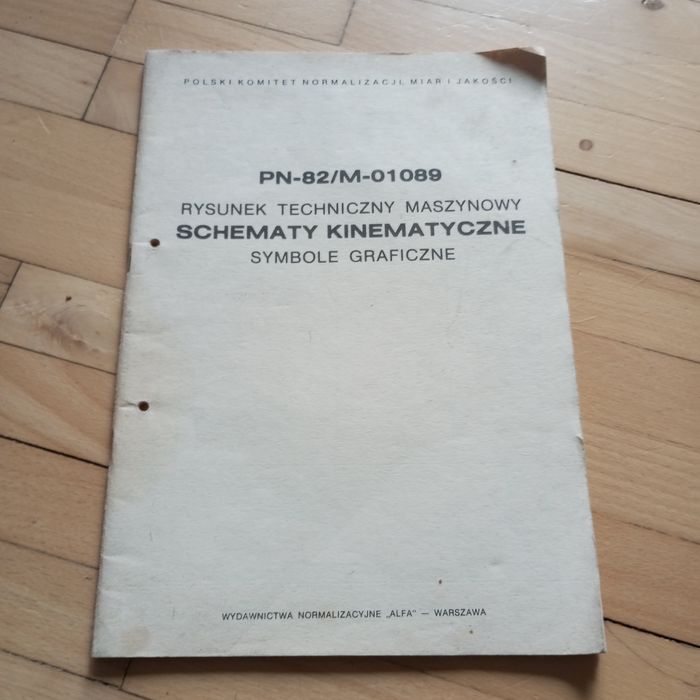 POLSKI KOMITET NORMALIZACJI, MIAR I JAKOŚCI
PN-82/M-01089
RYSUNEK TECHNICZNY MASZYNOWY
SCHEMATY KINEMATYCZNE
SYMBOLE GRAFICZNE
WYDAWNICTWA NORMALIZACYJNE „ALFA" — WARSZAWA